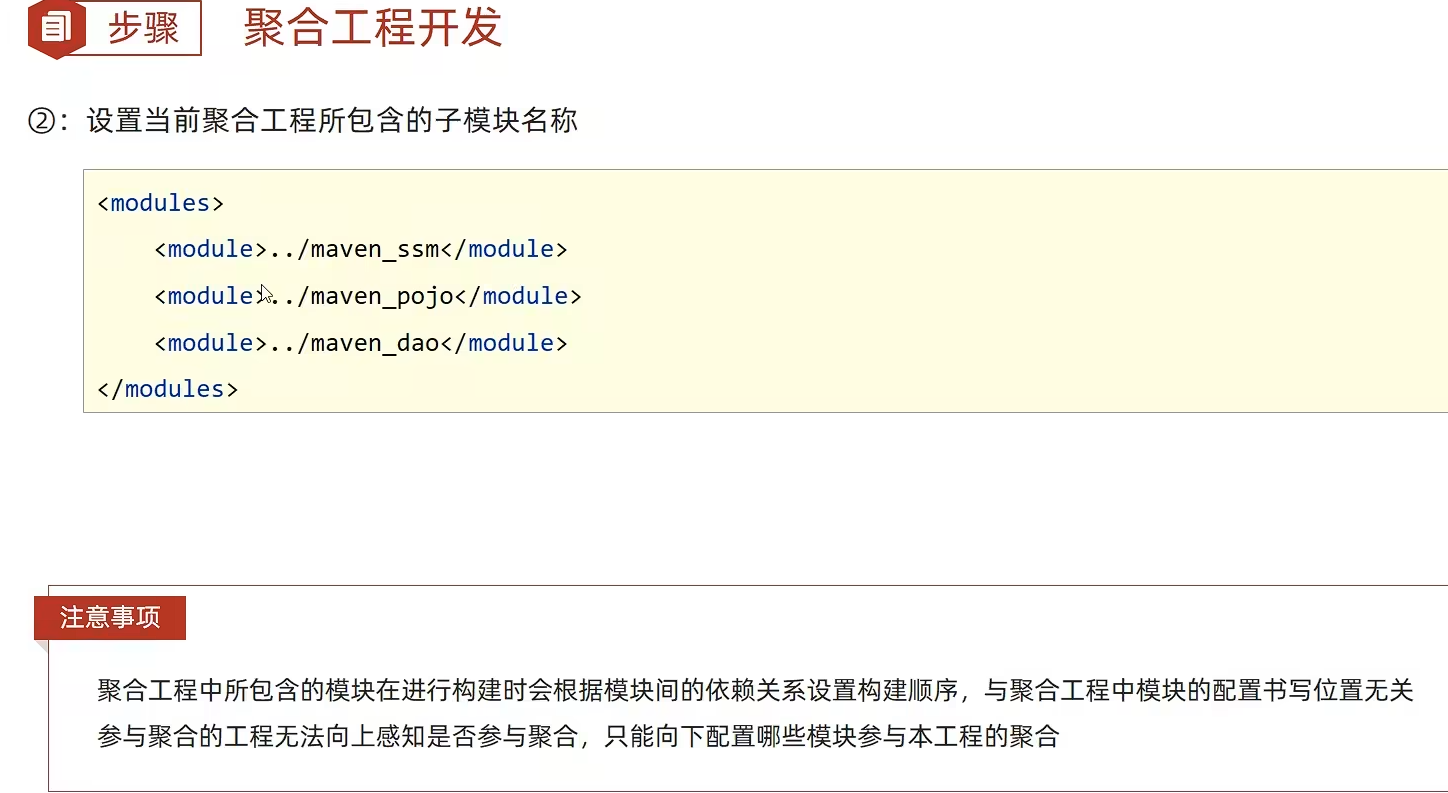 步骤 聚合工程开发
②：设置当前聚合工程所包含的子模块名称
<modules>
    <module>../maven_ssm</module>
    <module>../maven_pojo</module>
    <module>../maven_dao</module>
</modules>
注意事项
聚合工程中所包含的模块在进行构建时会根据模块间的依赖关系设置构建顺序，与聚合工程中模块的配置书写位置无关
参与聚合的工程无法向上感知是否参与聚合，只能向下配置哪些模块参与本工程的聚合